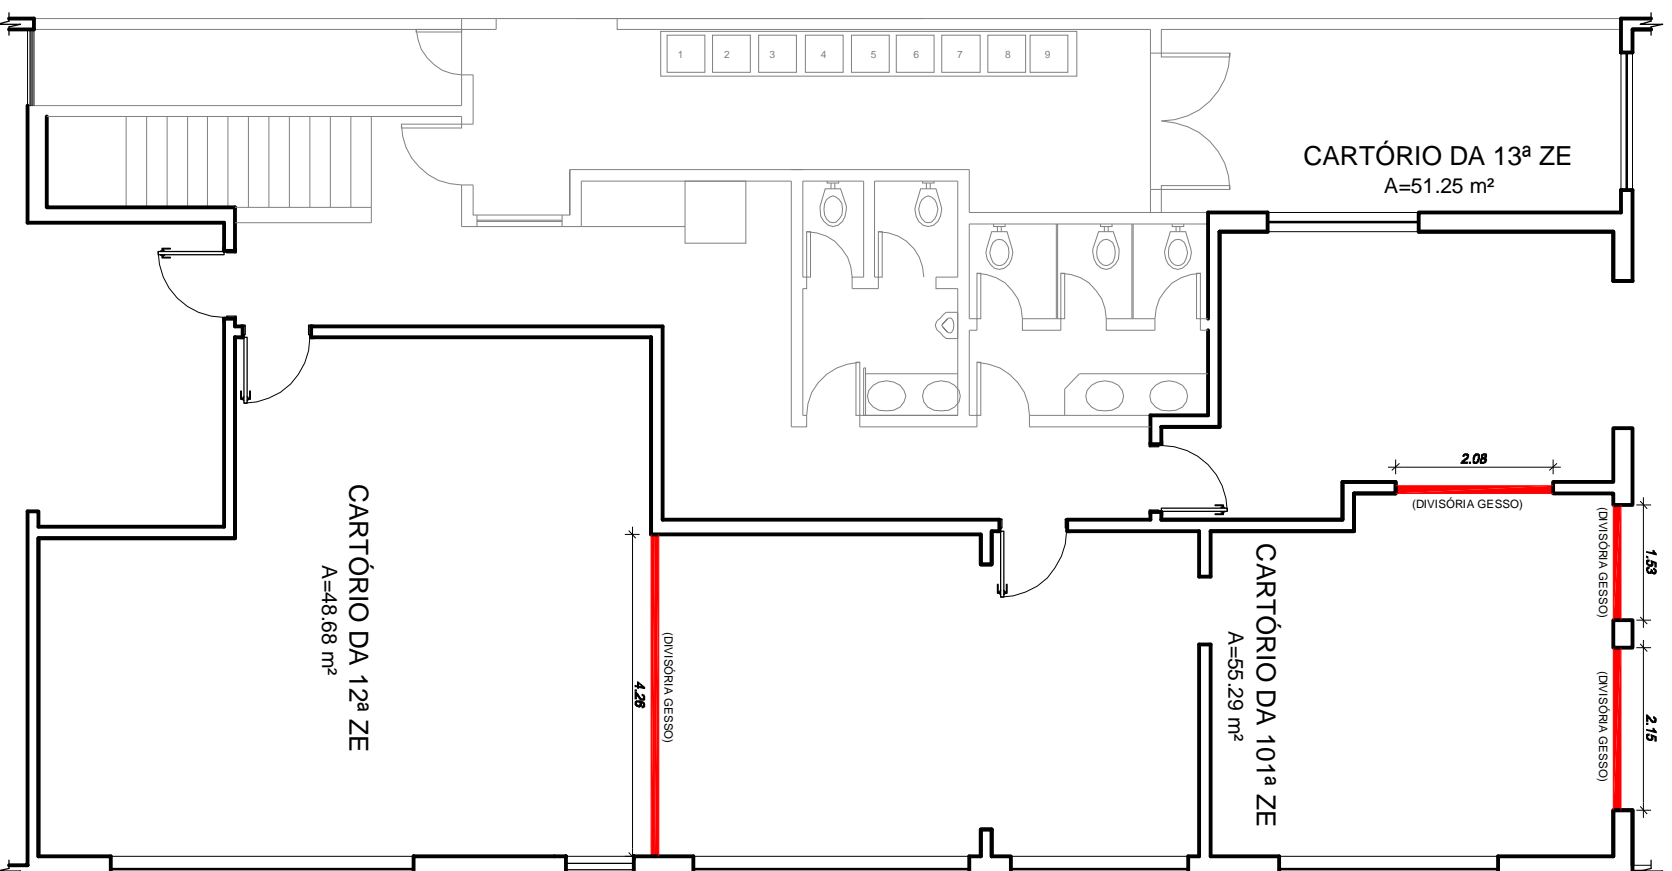 1 2 3 4 5 6 7 8 9
CARTÓRIO DA 13ª ZE
A=51.25 m²
2.08
(DIVISÓRIA GESSO)
(DIVISÓRIA GESSO)
1.53
CARTÓRIO DA 12ª ZE
A=48.68 m²
4.26
(DIVISÓRIA GESSO)
CARTÓRIO DA 101ª ZE
A=55.29 m²
(DIVISÓRIA GESSO)
2.15